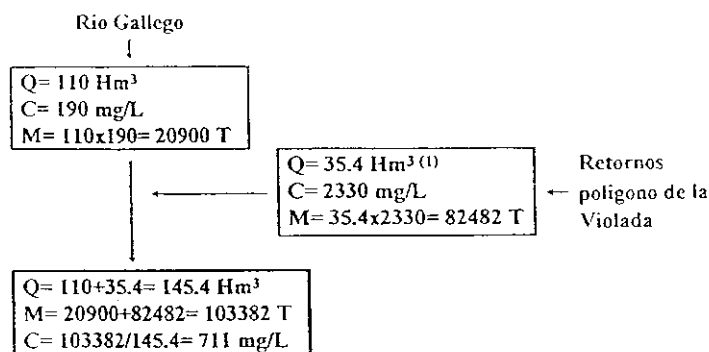 Rio Gallego
Q= 110 Hm³
C= 190 mg/L
M= 110x190= 20900 T
Q= 35.4 Hm³ (1)
C= 2330 mg/L
M= 35.4x2330= 82482 T
Retornos
poligono de la
Violada
Q= 110+35.4= 145.4 Hm³
M= 20900+82482= 103382 T
C= 103382/145.4= 711 mg/L